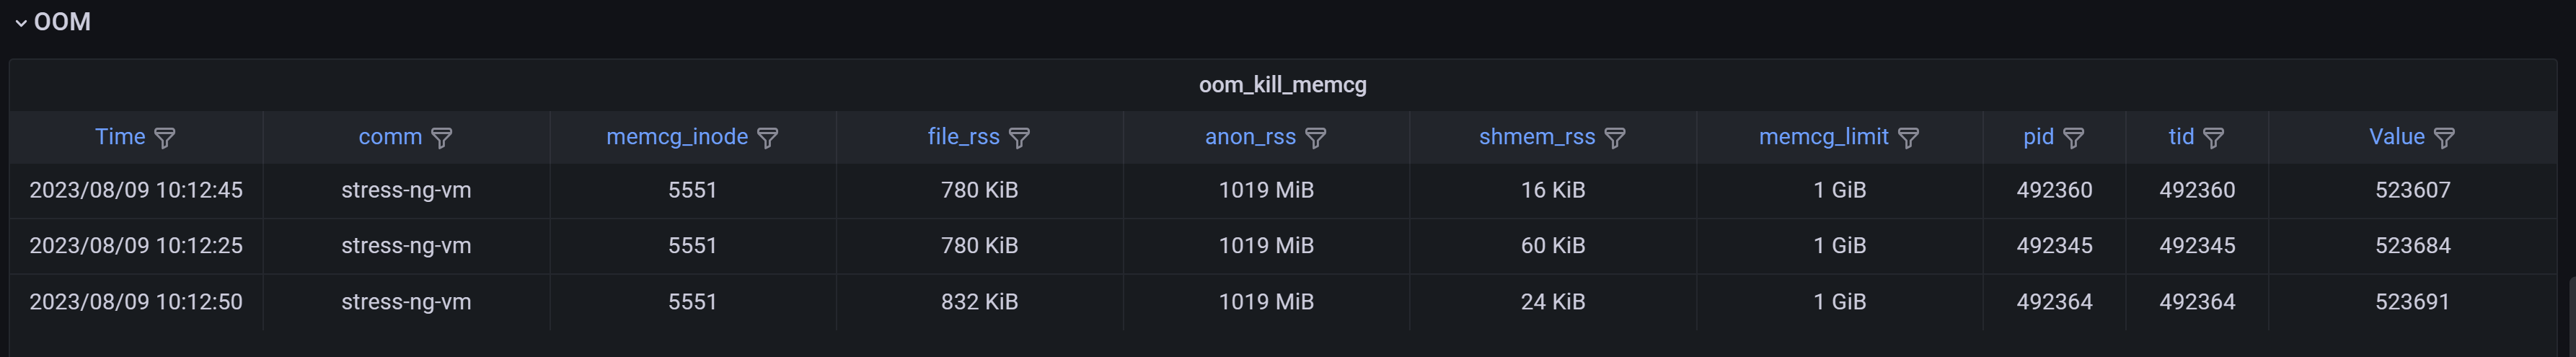 OOM
oom_kill_memcg
Time comm memcg_inode file_rss anon_rss shmem_rss memcg_limit pid tid Value
2023/08/09 10:12:45 stress-ng-vm 5551 780 KiB 1019 MiB 16 KiB 1 GiB 492360 492360 523607
2023/08/09 10:12:25 stress-ng-vm 5551 780 KiB 1019 MiB 60 KiB 1 GiB 492345 492345 523684
2023/08/09 10:12:50 stress-ng-vm 5551 832 KiB 1019 MiB 24 KiB 1 GiB 492364 492364 523691